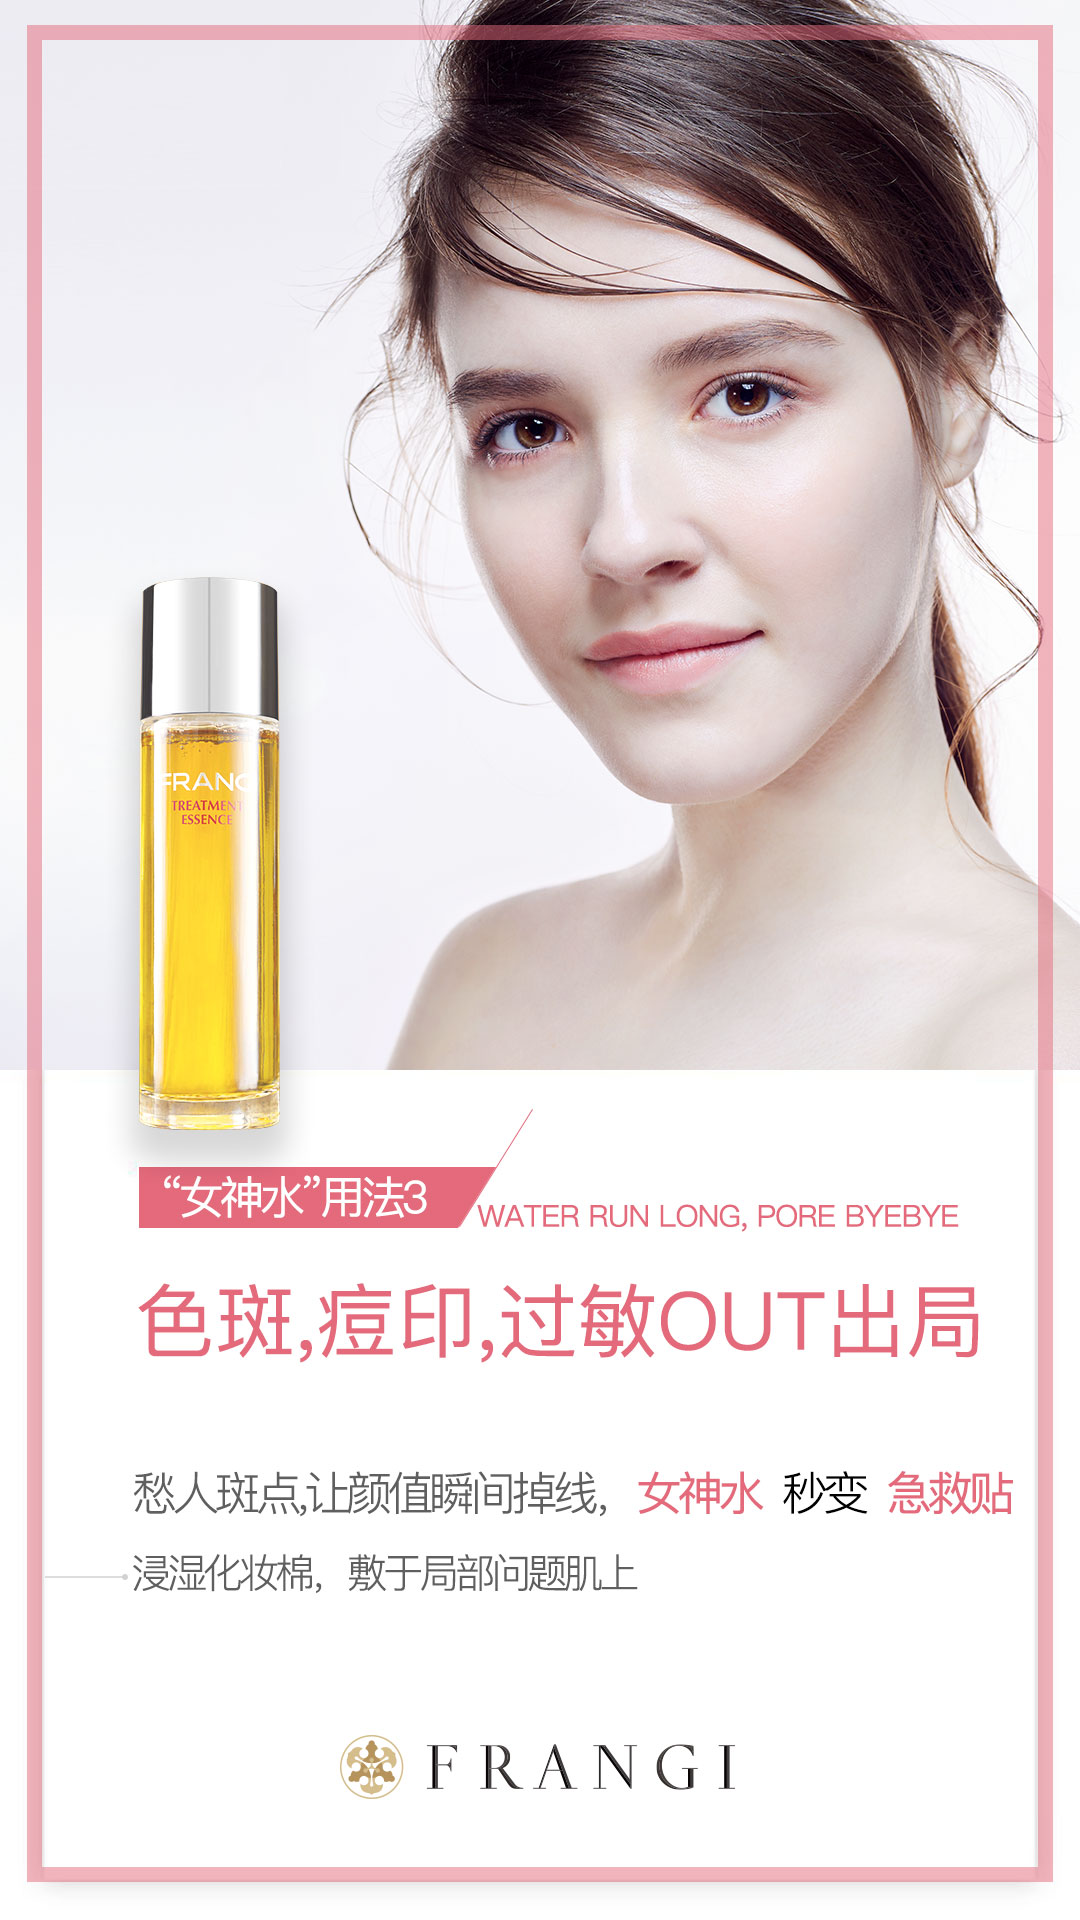 FRANG
TREATMENT
ESSENCE
“女神水”用法3
WATER RUN LONG, PORE BYEBYE
色斑,痘印,过敏OUT出局
愁人斑点,让颜值瞬间掉线, 女神水 秒变 急救贴
浸湿化妆棉, 敷于局部问题肌上
FRANGI